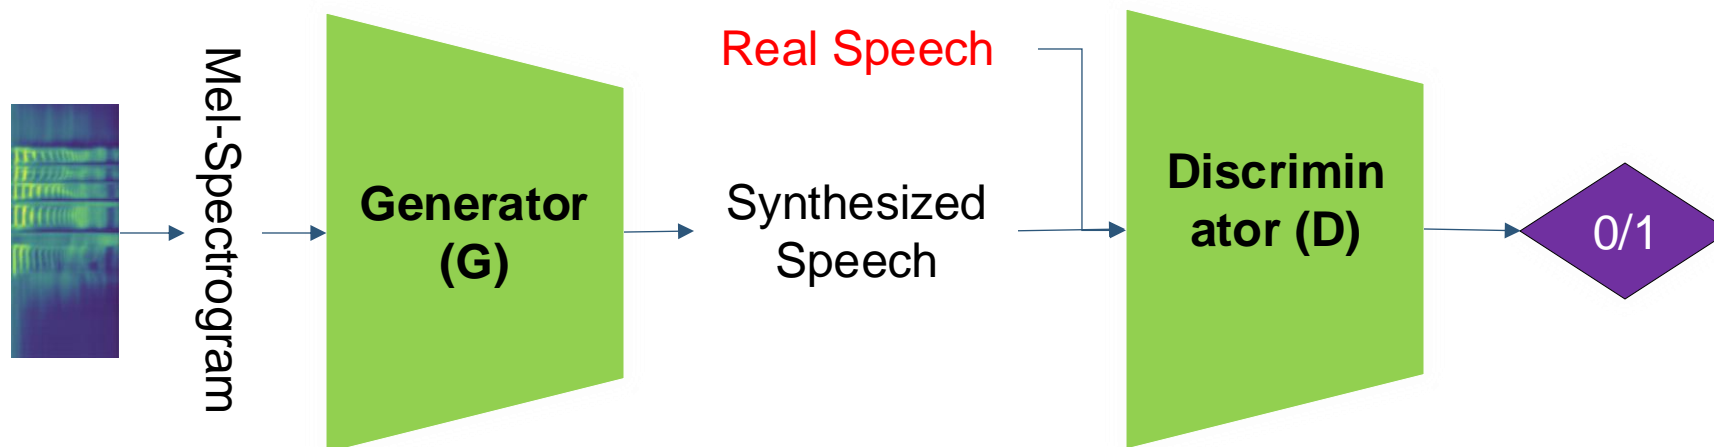 Mel-Spectrogram
Generator
(G)
Real Speech
Synthesized
Speech
Discrimin
ator (D)
0/1